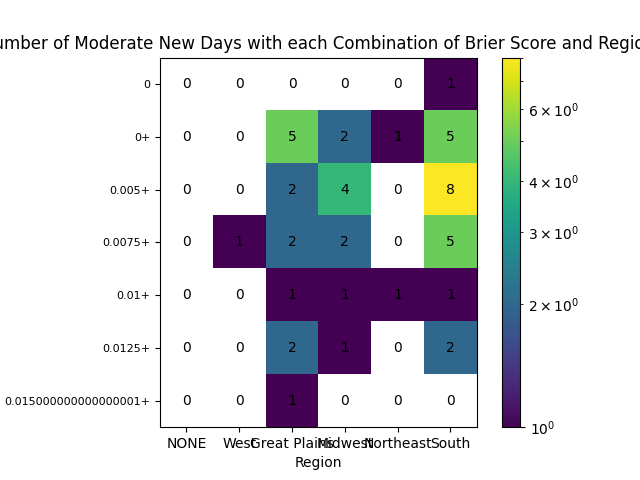 umber of Moderate New Days with each Combination of Brier Score and Regio
0 0 0 0 0 0 1
0+ 0 0 5 2 1 5
0.005+ 0 0 2 4 0 8
0.0075+ 0 1 2 2 0 5
0.01+ 0 0 1 1 1 1
0.0125+ 0 0 2 1 0 2
0.015000000000000001+ 0 0 1 0 0 0
NONE West Great Plains Midwest Northeast South
Region
6×10⁰
4×10⁰
3×10⁰
2×10⁰
10⁰